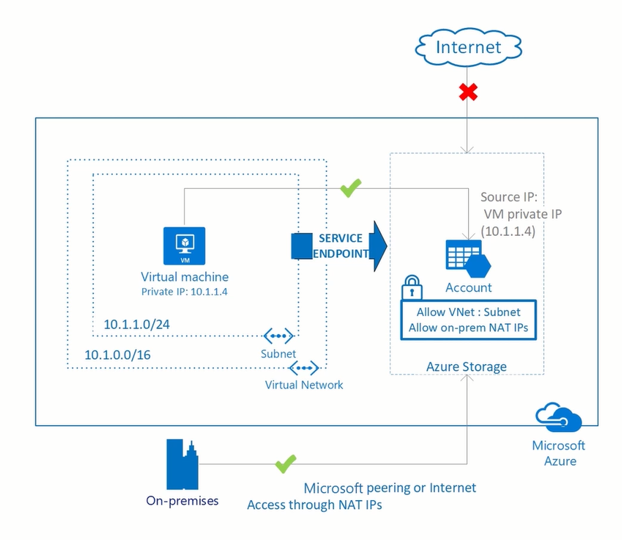 Internet
Source IP:
VM private IP
(10.1.1.4)
VM
Virtual machine
Private IP: 10.1.1.4
SERVICE
ENDPOINT
Account
Allow VNet : Subnet
Allow on-prem NAT IPs
10.1.1.0/24
Subnet
10.1.0.0/16
Virtual Network
Azure Storage
Microsoft
Azure
On-premises
Microsoft peering or Internet
Access through NAT IPs